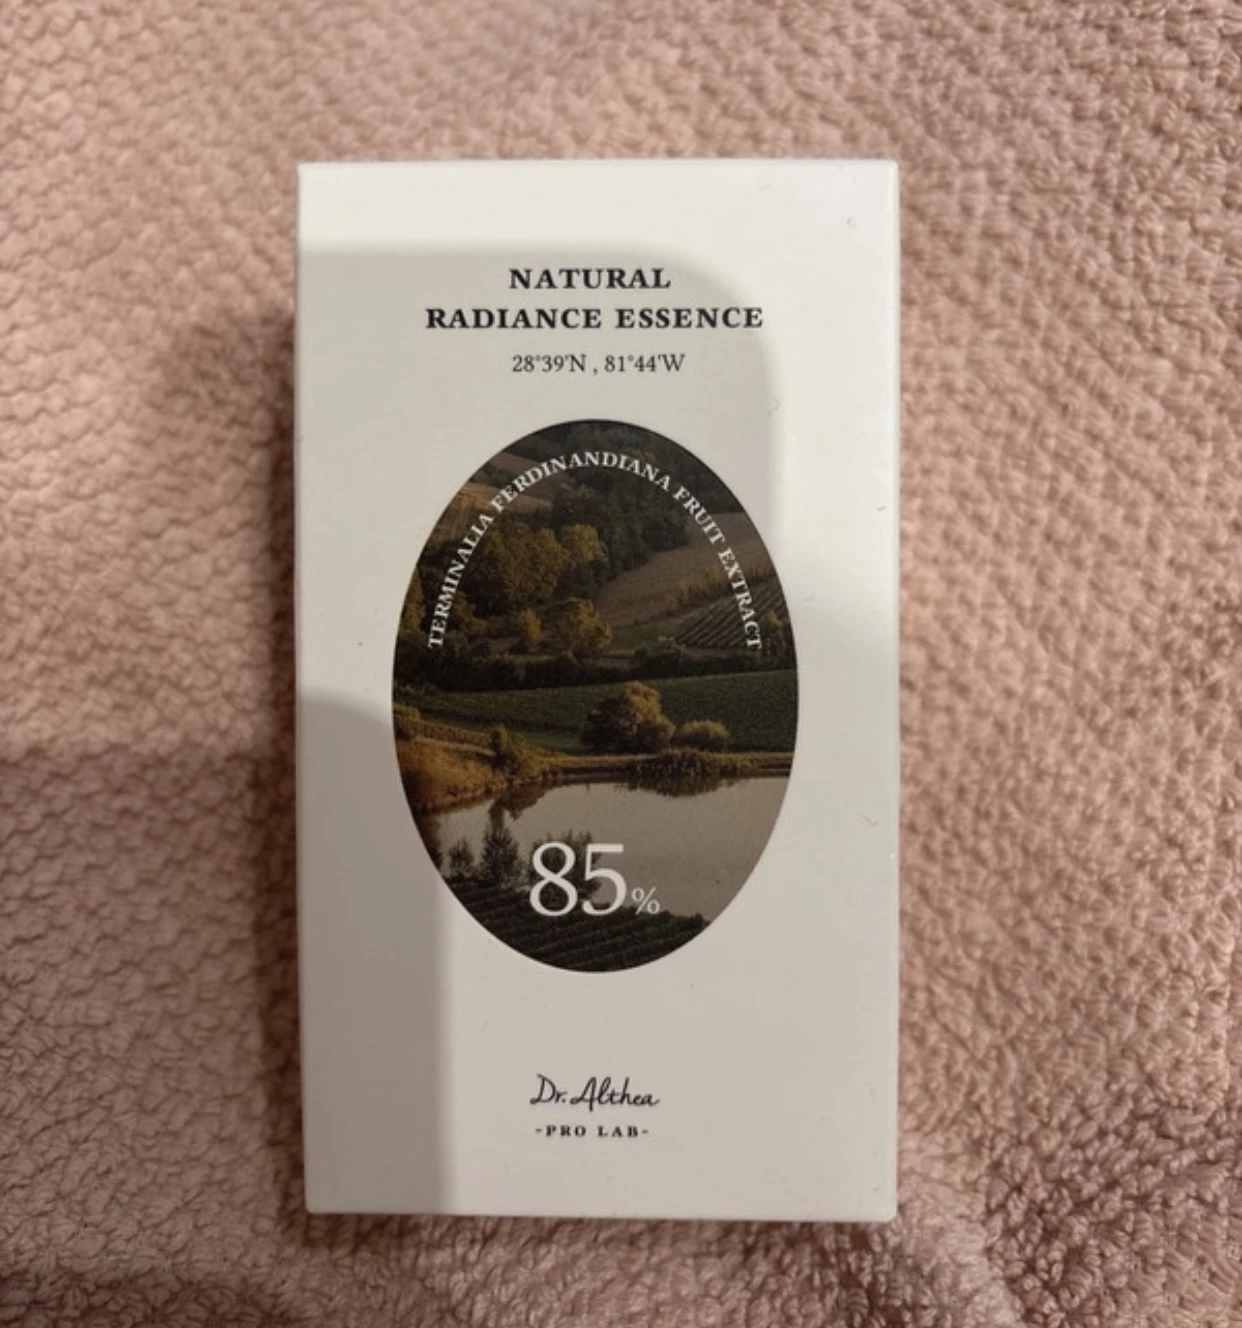 NATURAL
RADIANCE ESSENCE
28°39'N , 81°44'W
TERMINALIA FERDINANDIANA FRUIT EXTRACT
85%
Dr. Althea
-PRO LAB-